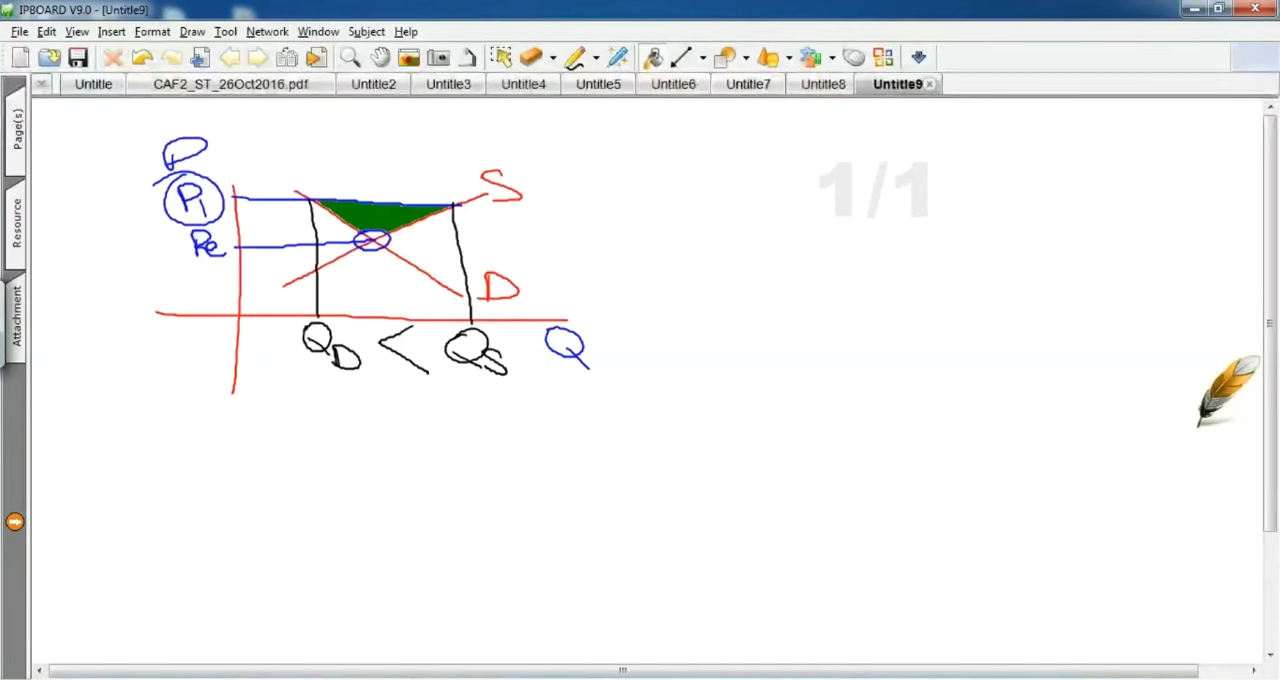 IPBOARD V9.0 - [Untitle9]
File Edit View Insert Format Draw Tool Network Window Subject Help
Untitle CAF2_ST_26Oct2016.pdf Untitle2 Untitle3 Untitle4 Untitle5 Untitle6 Untitle7 Untitle8 Untitle9
Page(s)
Resource
Attachment
1/1
P
S
P1
Pe
D
QD < QS Q